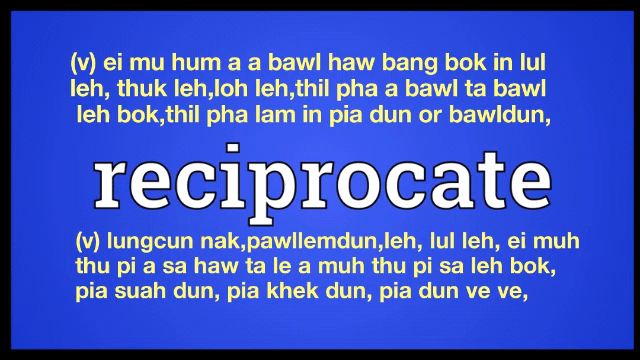 (v) ei mu hum a a bawl haw bang bok in lul
leh, thuk leh,loh leh,thil pha a bawl ta bawl
leh bok,thil pha lam in pia dun or bawldun,
reciprocate
(v) lungcun nak,pawllemdun,leh, lul leh, ei muh
thu pi a sa haw ta le a muh thu pi sa leh bok,
pia suah dun, pia khek dun, pia dun ve ve,